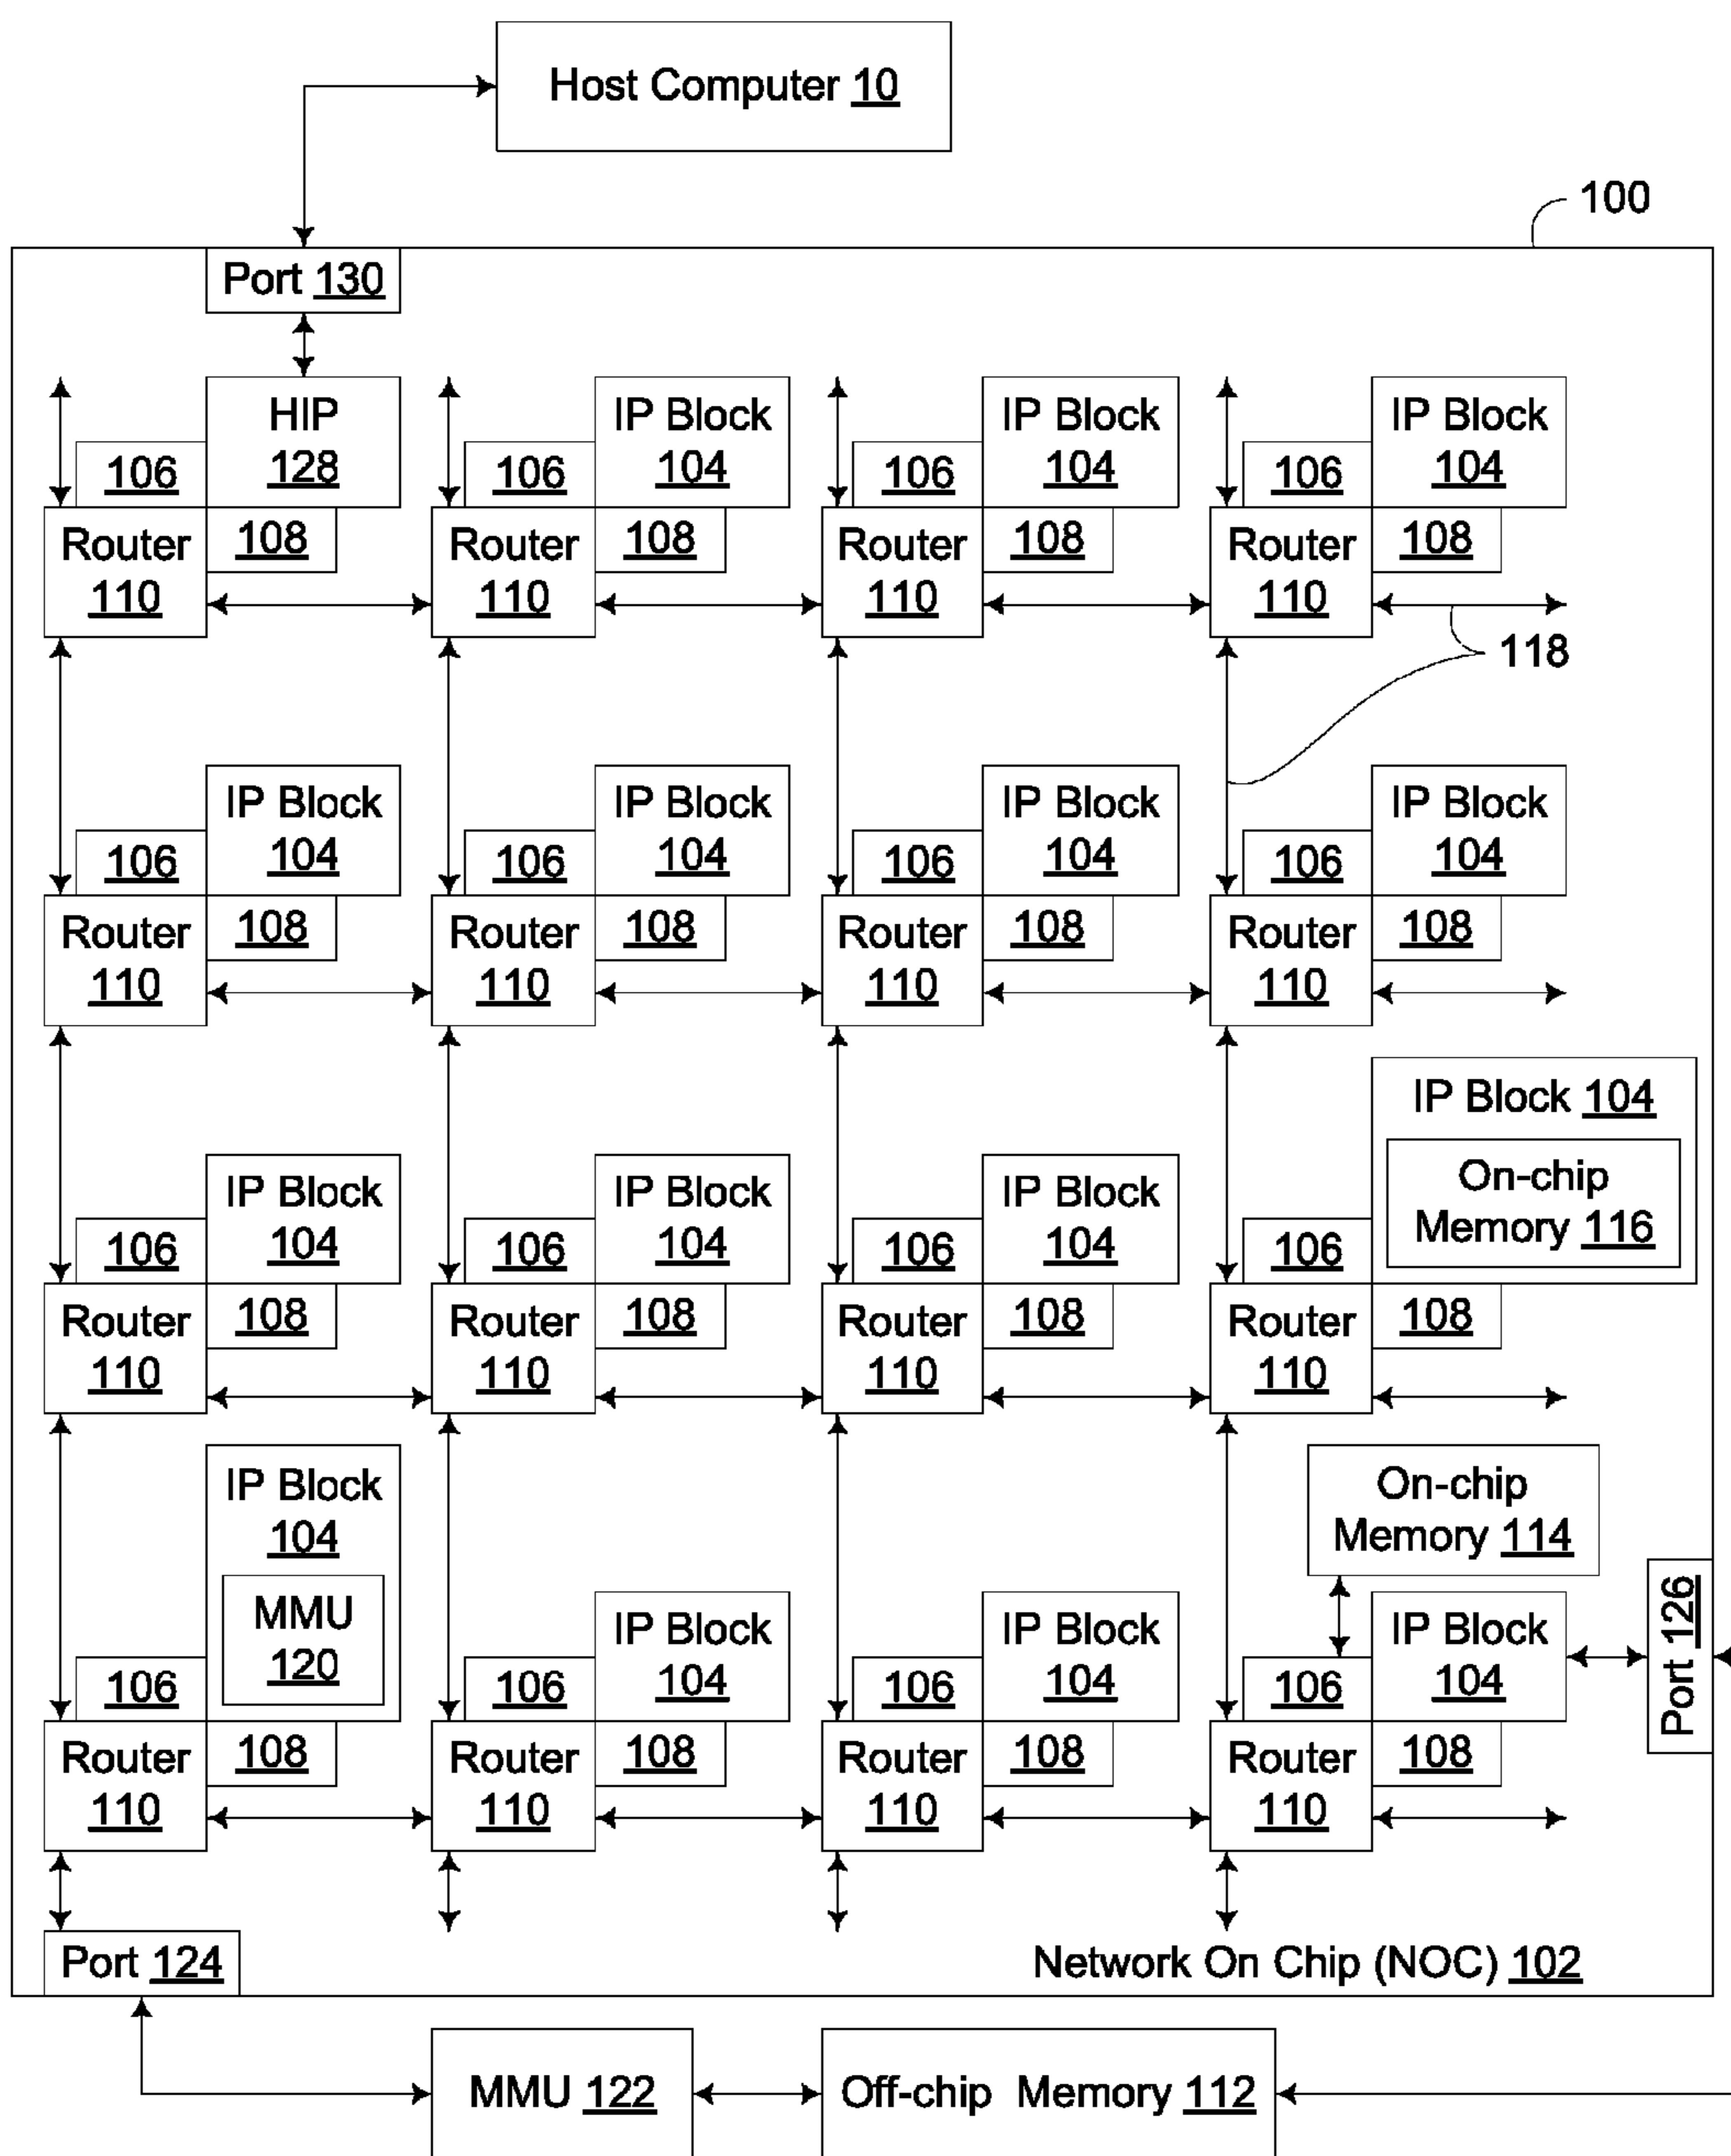 Host Computer 10
100
Port 130
HIP
128
IP Block
104
IP Block
104
IP Block
104
106
106
106
106
Router
110
108
Router
110
108
Router
110
108
Router
110
108
118
IP Block
104
IP Block
104
IP Block
104
IP Block
104
106
106
106
106
Router
110
108
Router
110
108
Router
110
108
Router
110
108
IP Block
104
IP Block
104
IP Block
104
IP Block 104
On-chip
Memory 116
106
106
106
106
Router
110
108
Router
110
108
Router
110
108
Router
110
108
IP Block
104
MMU
120
On-chip
Memory 114
IP Block
104
IP Block
104
IP Block
104
Port 126
106
106
106
106
Router
110
108
Router
110
108
Router
110
108
Router
110
108
Port 124
Network On Chip (NOC) 102
MMU 122
Off-chip Memory 112